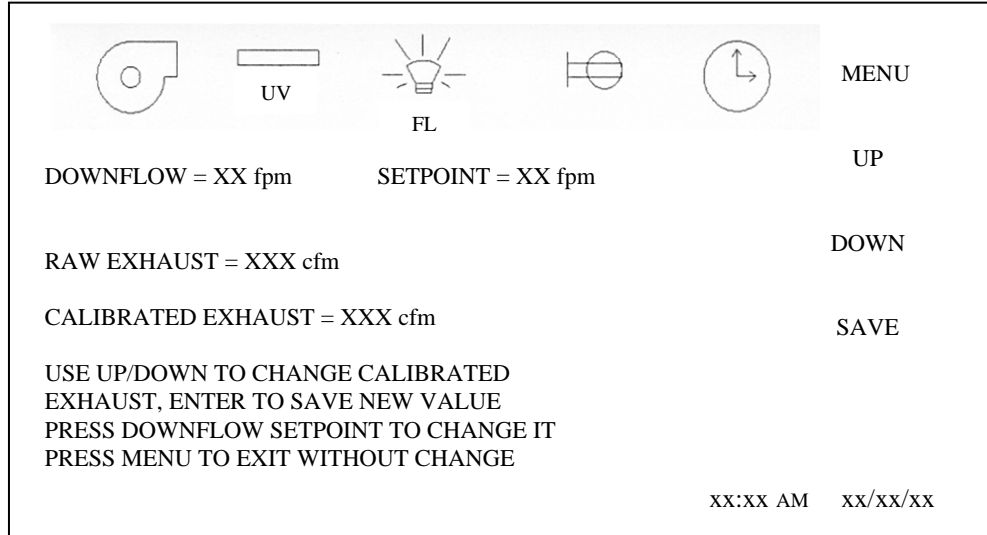 UV
FL
MENU
UP
DOWNFLOW = XX fpm SETPOINT = XX fpm
DOWN
RAW EXHAUST = XXX cfm
CALIBRATED EXHAUST = XXX cfm
SAVE
USE UP/DOWN TO CHANGE CALIBRATED
EXHAUST, ENTER TO SAVE NEW VALUE
PRESS DOWNFLOW SETPOINT TO CHANGE IT
PRESS MENU TO EXIT WITHOUT CHANGE
xx:xx AM xx/xx/xx